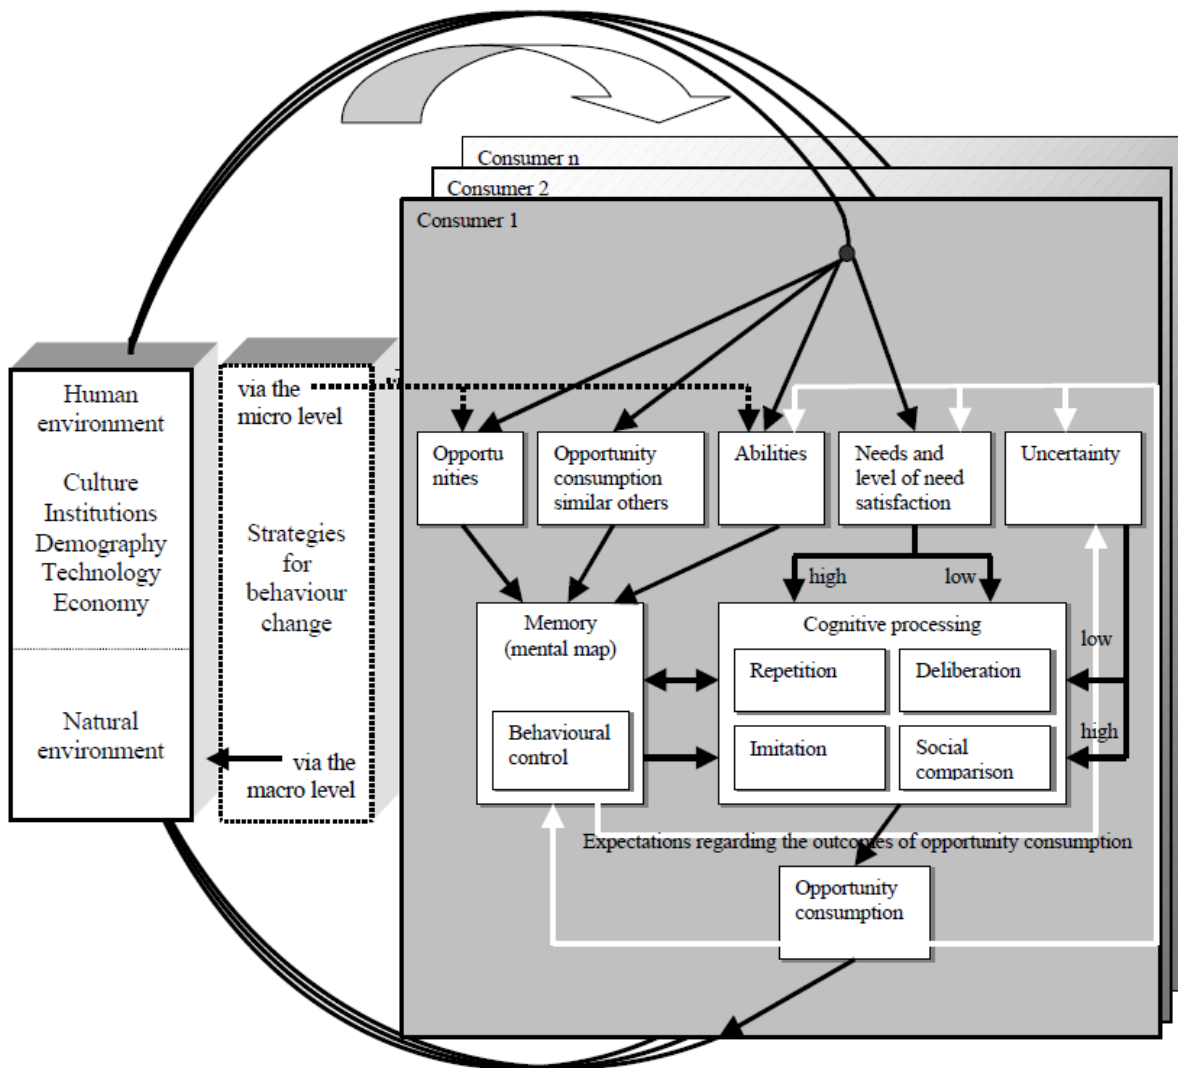 Consumer n
Consumer 2
Consumer 1
Human
environment
Culture
Institutions
Demography
Technology
Economy
Natural
environment
via the
micro level
Strategies
for
behaviour
change
via the
macro level
Opportu
nities
Opportunity
consumption
similar others
Abilities
Needs and
level of need
satisfaction
Uncertainty
high
low
Memory
(mental map)
Behavioural
control
Cognitive processing
Repetition
Deliberation
Imitation
Social
comparison
low
high
Expectations regarding the outcomes of opportunity consumption
Opportunity
consumption